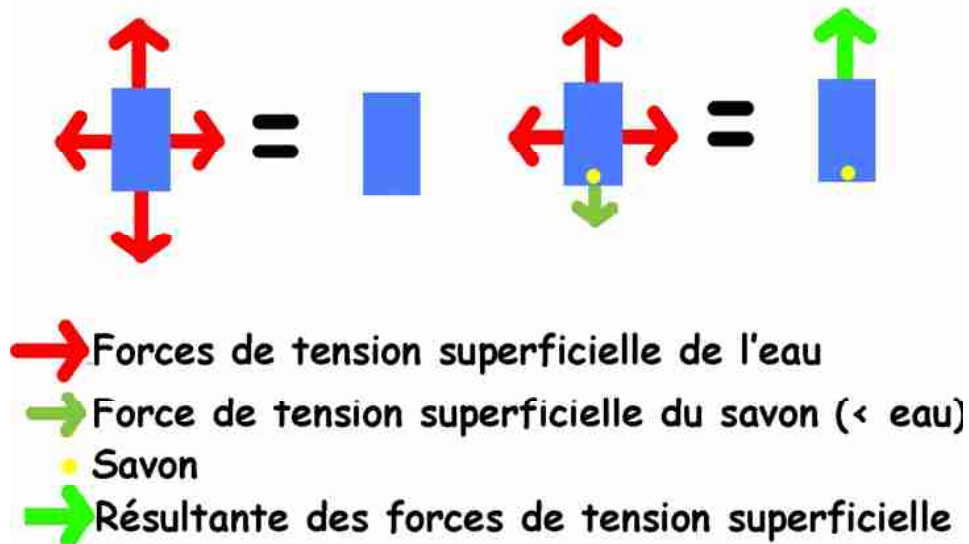 Forces de tension superficielle de l'eau
Force de tension superficielle du savon (< eau)
Savon
Résultante des forces de tension superficielle